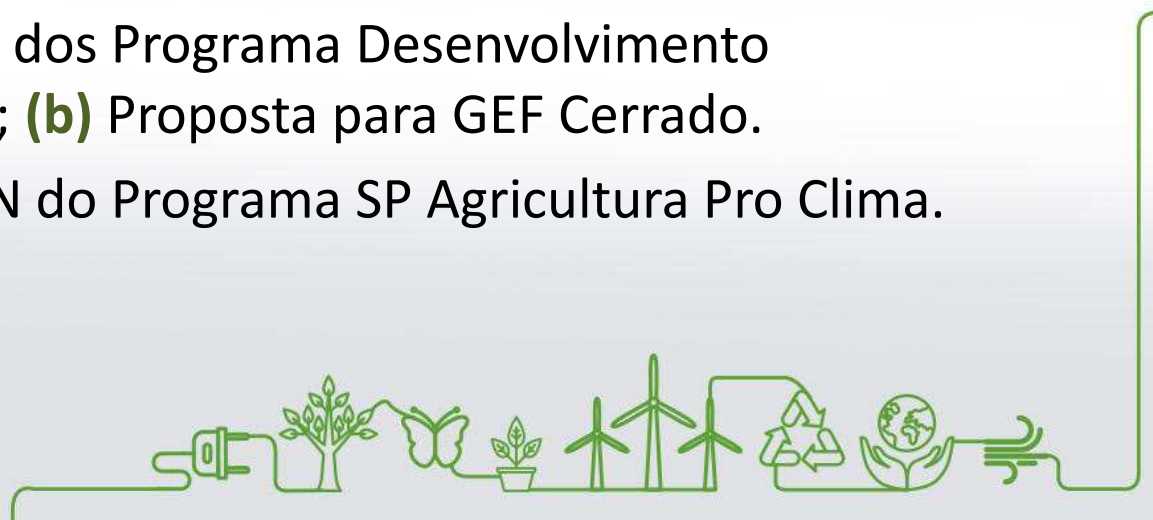 dos Programa Desenvolvimento
; (b) Proposta para GEF Cerrado.
N do Programa SP Agricultura Pro Clima.